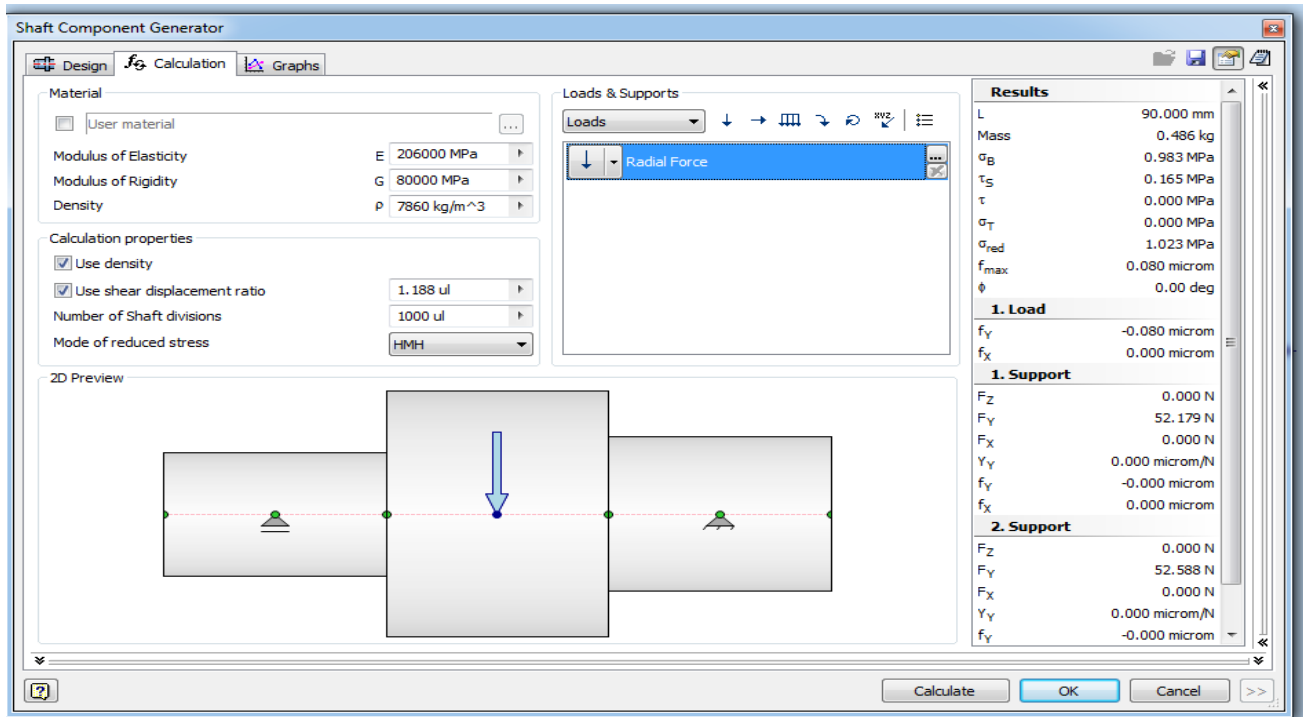 Shaft Component Generator
Design
Calculation
Graphs
Material
User material
...
Modulus of Elasticity E 206000 MPa
Modulus of Rigidity G 80000 MPa
Density ρ 7860 kg/m^3
Calculation properties
Use density
Use shear displacement ratio 1.188 ul
Number of Shaft divisions 1000 ul
Mode of reduced stress HMH
Loads & Supports
Loads
XYZ
Radial Force
...
2D Preview
Results
L 90.000 mm
Mass 0.486 kg
σB 0.983 MPa
τS 0.165 MPa
τ 0.000 MPa
σT 0.000 MPa
σred 1.023 MPa
fmax 0.080 microm
ϕ 0.00 deg
1. Load
fY -0.080 microm
fX 0.000 microm
1. Support
FZ 0.000 N
FY 52.179 N
FX 0.000 N
YY 0.000 microm/N
fY -0.000 microm
fX 0.000 microm
2. Support
FZ 0.000 N
FY 52.588 N
FX 0.000 N
YY 0.000 microm/N
fY -0.000 microm
?
Calculate
OK
Cancel
>>